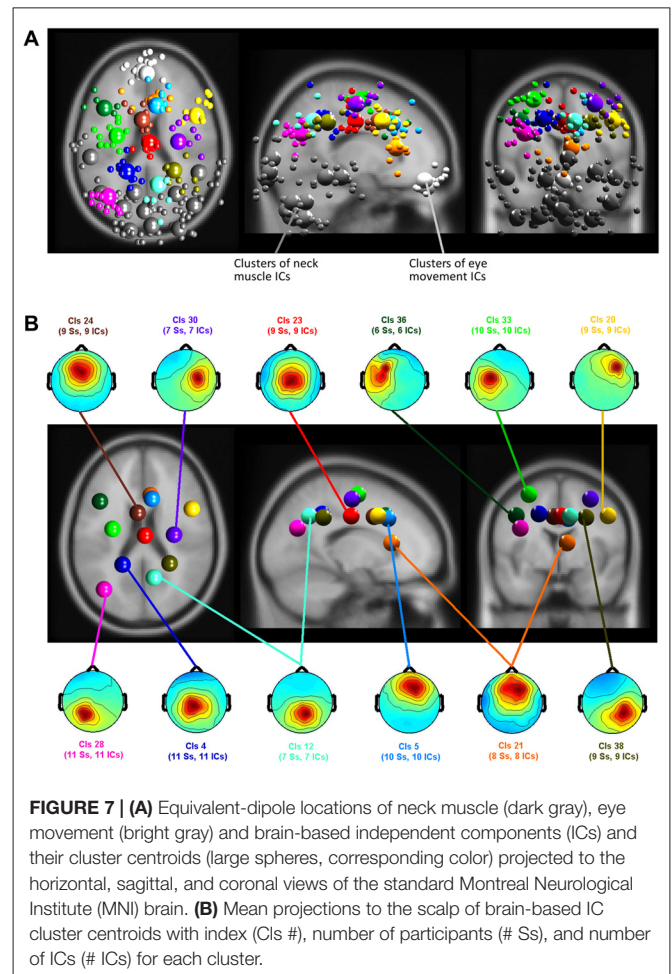 A
Clusters of neck
muscle ICs
Clusters of eye
movement ICs
B
Cls 24
(9 Ss, 9 ICs)
Cls 30
(7 Ss, 7 ICs)
Cls 23
(9 Ss, 9 ICs)
Cls 36
(6 Ss, 6 ICs)
Cls 33
(10 Ss, 10 ICs)
Cls 20
(9 Ss, 9 ICs)
Cls 28
(11 Ss, 11 ICs)
Cls 4
(11 Ss, 11 ICs)
Cls 12
(7 Ss, 7 ICs)
Cls 5
(10 Ss, 10 ICs)
Cls 21
(8 Ss, 8 ICs)
Cls 38
(9 Ss, 9 ICs)
FIGURE 7 | (A) Equivalent-dipole locations of neck muscle (dark gray), eye
movement (bright gray) and brain-based independent components (ICs) and
their cluster centroids (large spheres, corresponding color) projected to the
horizontal, sagittal, and coronal views of the standard Montreal Neurological
Institute (MNI) brain. (B) Mean projections to the scalp of brain-based IC
cluster centroids with index (Cls #), number of participants (# Ss), and number
of ICs (# ICs) for each cluster.